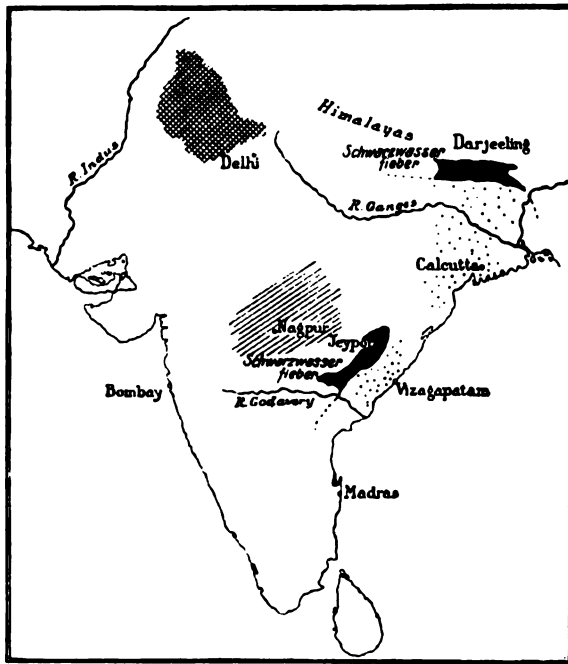 Himalayas
Schwarzwasser
fieber
Darjeeling
Delhi
R. Indus
R. Ganges
Calcutta
Nagpur
Jeypor
Schwarzwasser
fieber
Bombay
R. Godavery
Vizagapatam
Madras